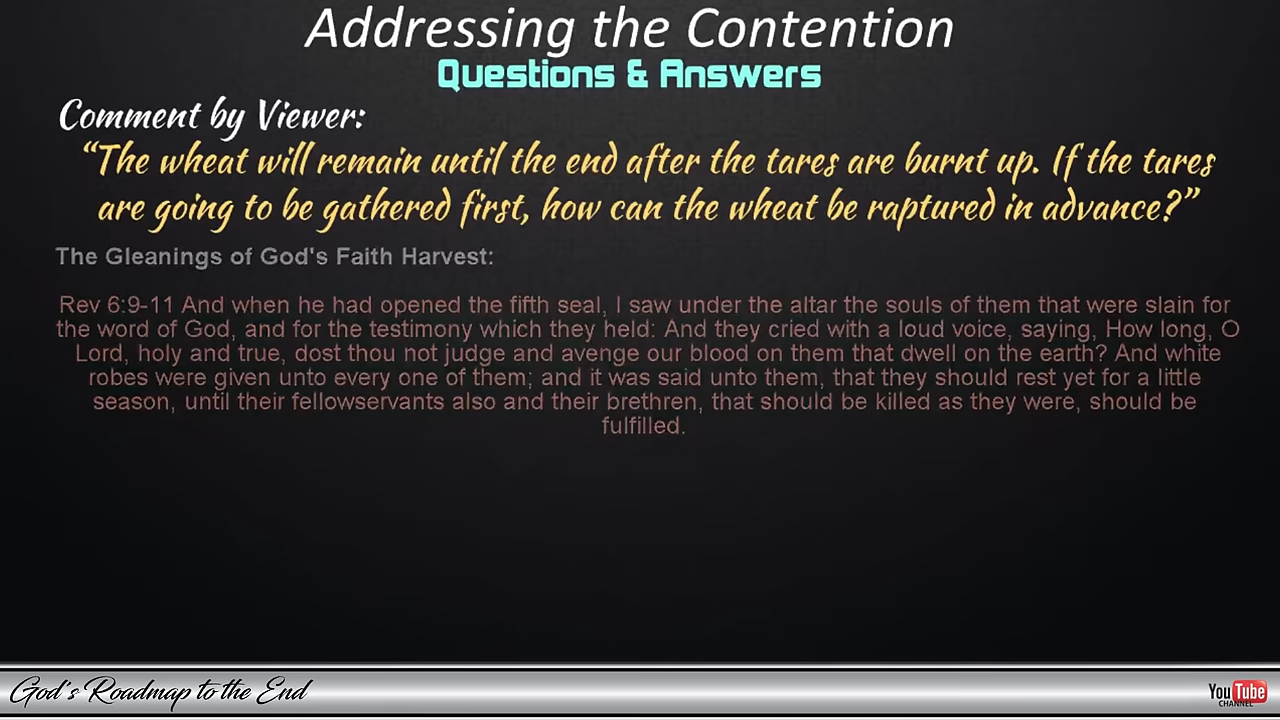 Addressing the Contention
Questions & Answers
Comment by Viewer:
“The wheat will remain until the end after the tares are burnt up. If the tares
are going to be gathered first, how can the wheat be raptured in advance?”
The Gleanings of God's Faith Harvest:
Rev 6:9-11 And when he had opened the fifth seal, I saw under the altar the souls of them that were slain for
the word of God, and for the testimony which they held: And they cried with a loud voice, saying, How long, O
Lord, holy and true, dost thou not judge and avenge our blood on them that dwell on the earth? And white
robes were given unto every one of them; and it was said unto them, that they should rest yet for a little
season, until their fellowservants also and their brethren, that should be killed as they were, should be
fulfilled.
God's Roadmap to the End
YouTube
CHANNEL